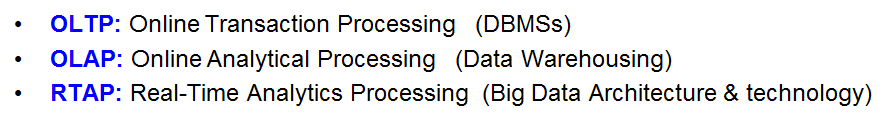 • OLTP: Online Transaction Processing (DBMSs)
• OLAP: Online Analytical Processing (Data Warehousing)
• RTAP: Real-Time Analytics Processing (Big Data Architecture & technology)